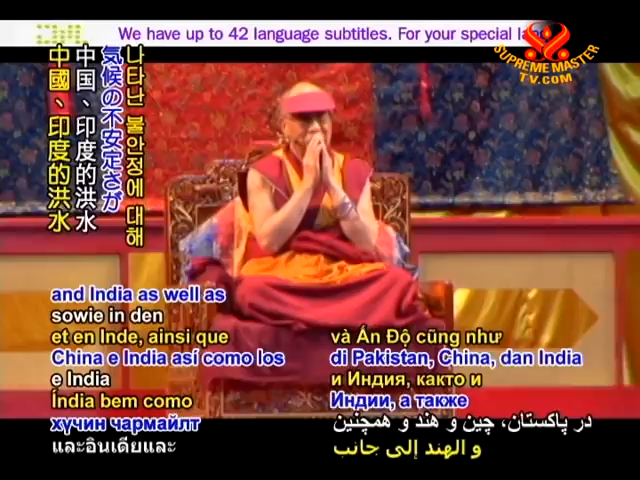 We have up to 42 language subtitles. For your special la
SUPREME MASTER
TV.COM
中國、印度的洪水
中国、印度的洪水
気候の不安定さが
나타난 불안정에 대해
and India as well as
sowie in den
et en Inde, ainsi que
China e India así como los
e India
Índia bem como
хүчин чармайлт
และอินเดียและ
và Ấn Độ cũng như
di Pakistan, China, dan India
и Индия, както и
Индии, а также
در پاکستان، چین و هند و همچنین
و الهند إلى جانب